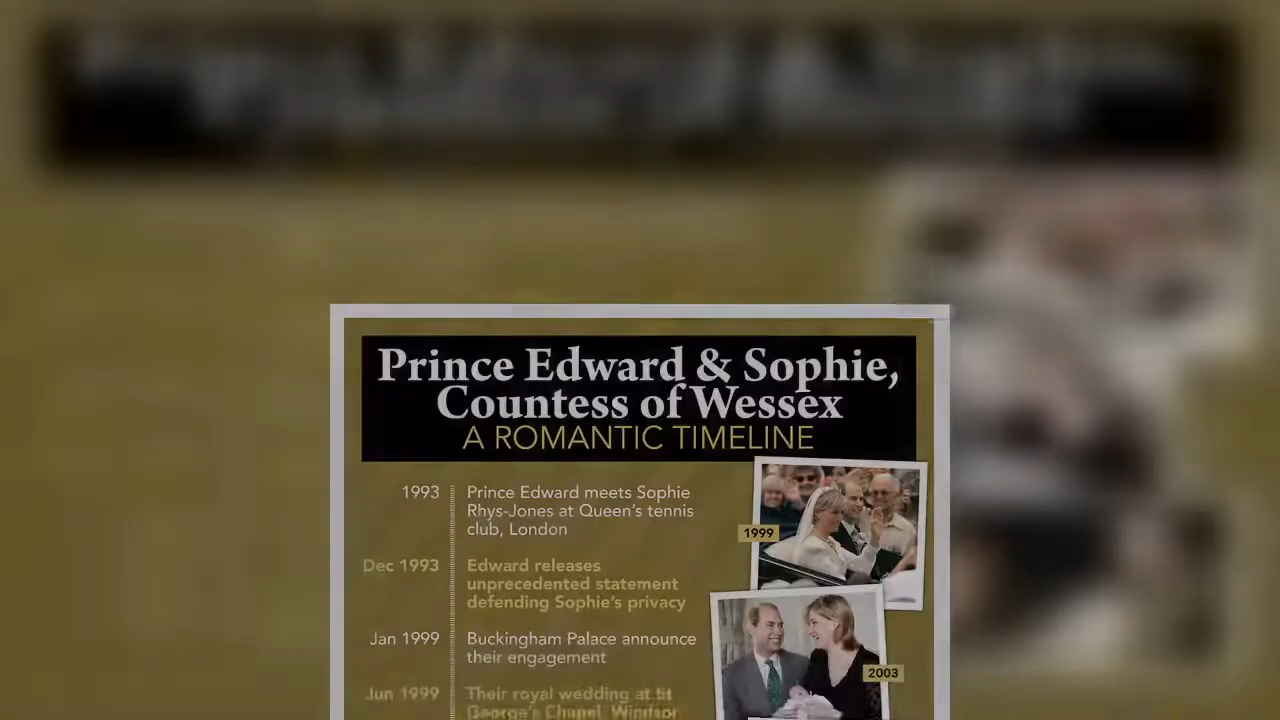 Prince Edward & Sophie,
Countess of Wessex
A ROMANTIC TIMELINE
1993
Prince Edward meets Sophie
Rhys-Jones at Queen's tennis
club, London
Dec 1993
Edward releases
unprecedented statement
defending Sophie's privacy
Jan 1999
Buckingham Palace announce
their engagement
Jun 1999
Their royal wedding at St
George's Chapel, Windsor
1999
2003